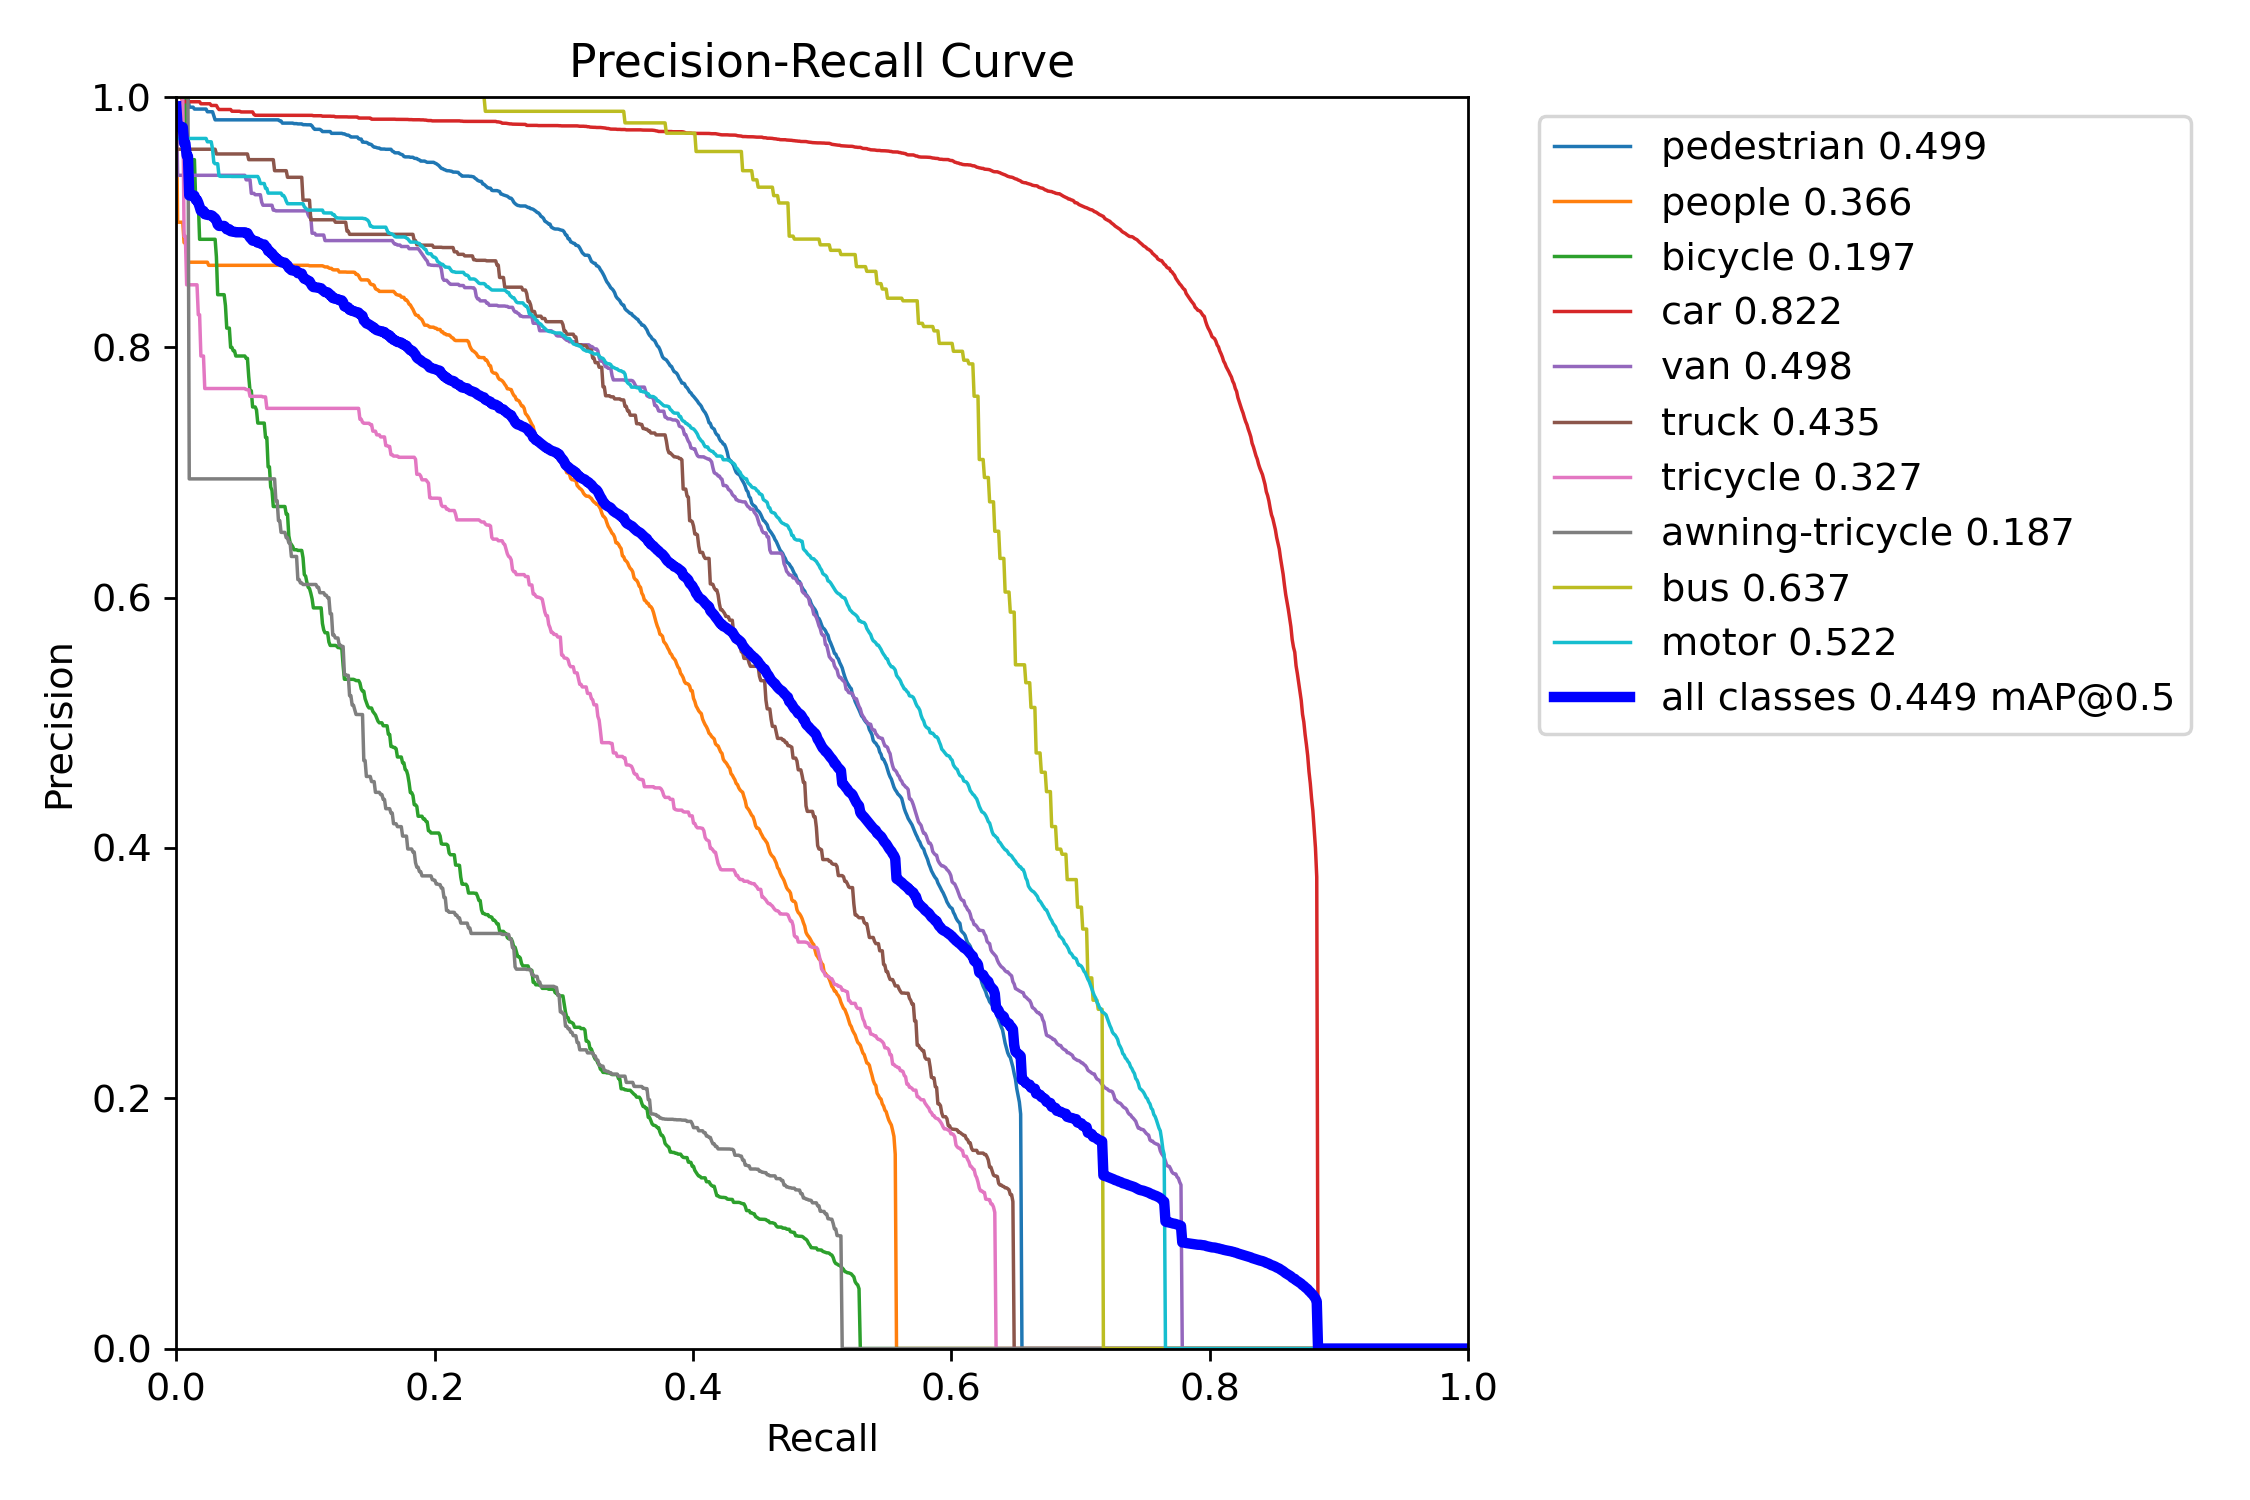 Precision-Recall Curve
1.0
0.8
0.6
0.4
0.2
0.0
Precision
0.0 0.2 0.4 0.6 0.8 1.0
Recall
pedestrian 0.499
people 0.366
bicycle 0.197
car 0.822
van 0.498
truck 0.435
tricycle 0.327
awning-tricycle 0.187
bus 0.637
motor 0.522
all classes 0.449 mAP@0.5